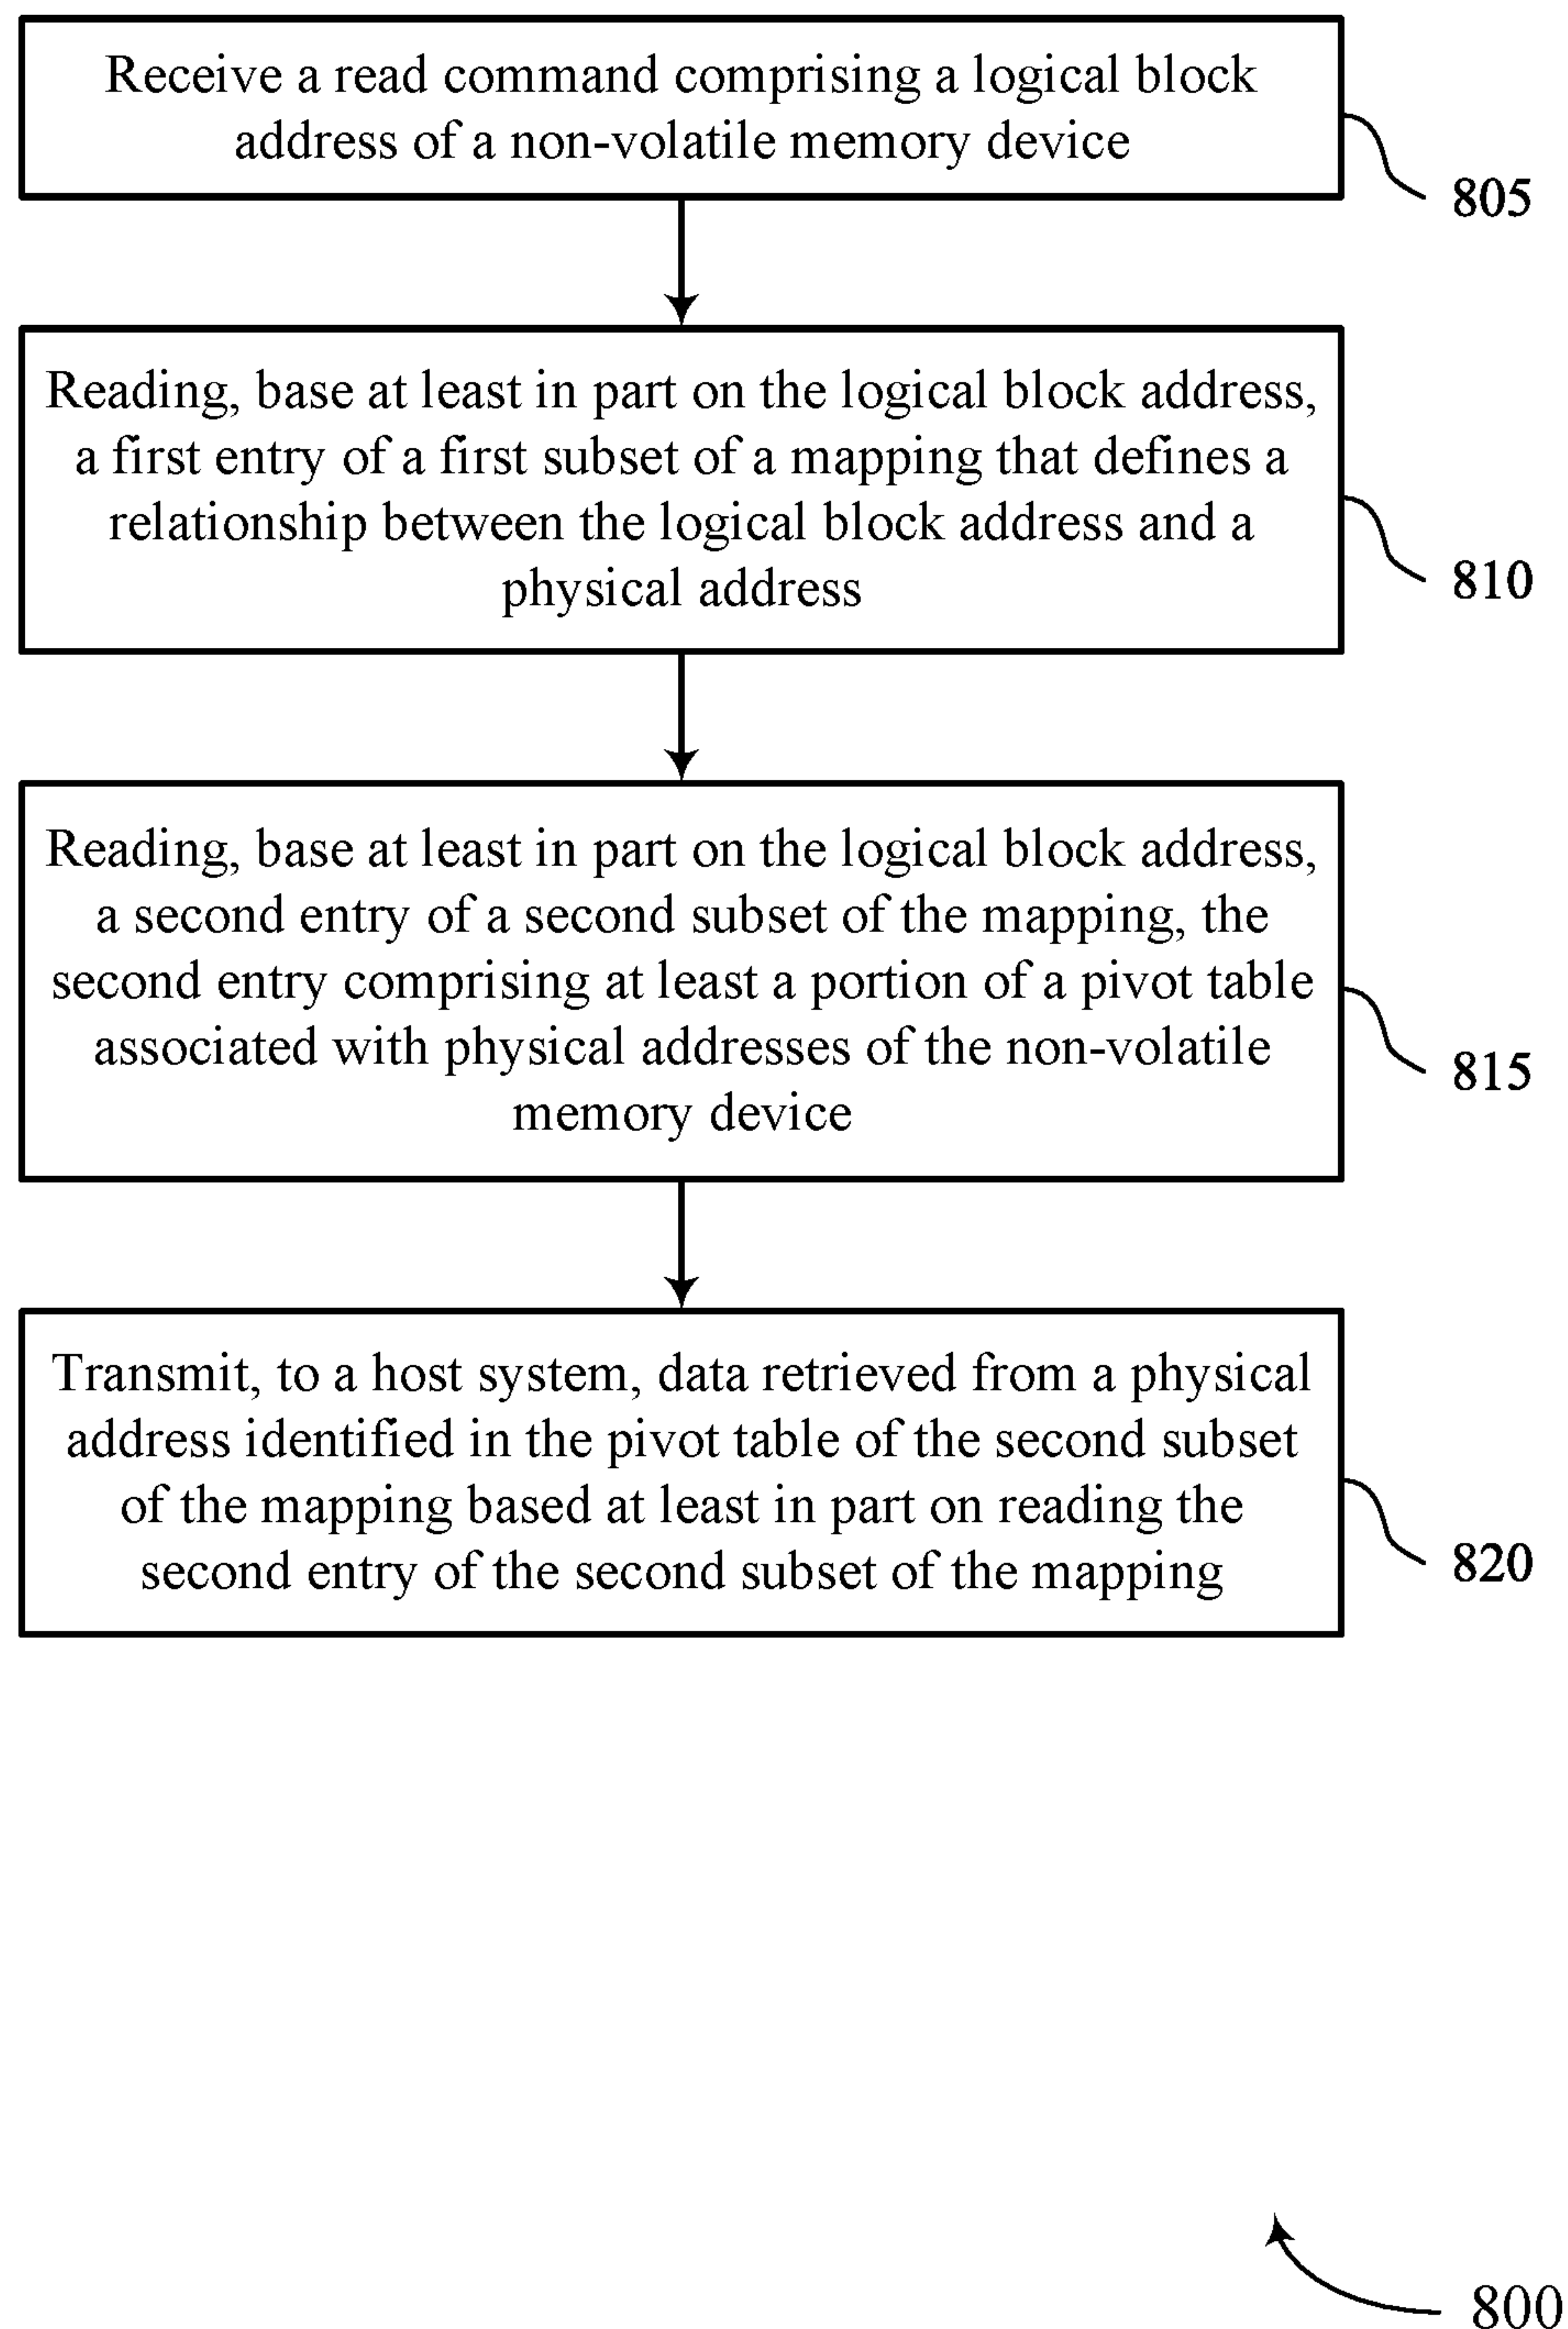 Receive a read command comprising a logical block
address of a non-volatile memory device
805
Reading, base at least in part on the logical block address,
a first entry of a first subset of a mapping that defines a
relationship between the logical block address and a
physical address
810
Reading, base at least in part on the logical block address,
a second entry of a second subset of the mapping, the
second entry comprising at least a portion of a pivot table
associated with physical addresses of the non-volatile
memory device
815
Transmit, to a host system, data retrieved from a physical
address identified in the pivot table of the second subset
of the mapping based at least in part on reading the
second entry of the second subset of the mapping
820
800